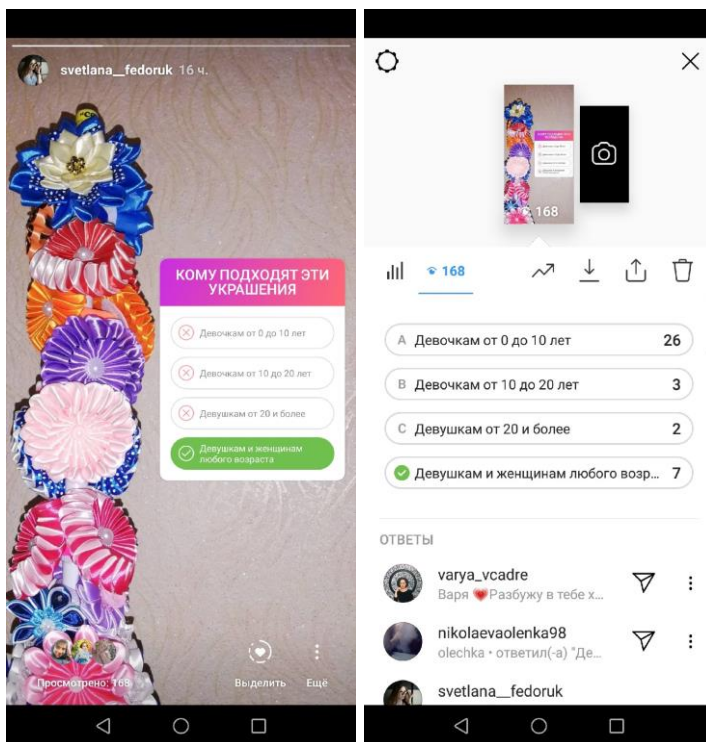 svetlana__fedoruk 16 ч.
КОМУ ПОДХОДЯТ ЭТИ
УКРАШЕНИЯ
Девочкам от 0 до 10 лет
Девочкам от 10 до 20 лет
Девушкам от 20 и более
Девушкам и женщинам
любого возраста
Просмотрено: 168
Выделить
Ещё
168
168
A Девочкам от 0 до 10 лет 26
B Девочкам от 10 до 20 лет 3
C Девушкам от 20 и более 2
Девушкам и женщинам любого возр... 7
ОТВЕТЫ
varya_vcadre
Варя ❤Разбужу в тебе х...
nikolaevaolenka98
olechka • ответил(-а) "Де...
svetlana__fedoruk